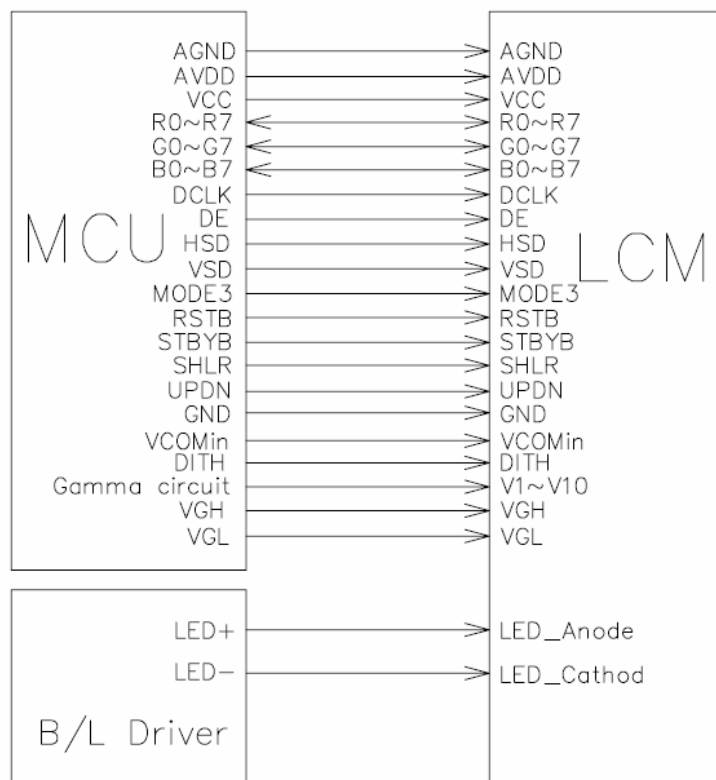 MCU
AGND
AVDD
VCC
R0~R7
G0~G7
B0~B7
DCLK
DE
HSD
VSD
MODE3
RSTB
STBYB
SHLR
UPDN
GND
VCOMin
DITH
Gamma circuit
VGH
VGL
LCM
AGND
AVDD
VCC
R0~R7
G0~G7
B0~B7
DCLK
DE
HSD
VSD
MODE3
RSTB
STBYB
SHLR
UPDN
GND
VCOMin
DITH
V1~V10
VGH
VGL
LED_Anode
LED_Cathod
LED+
LED-
B/L Driver